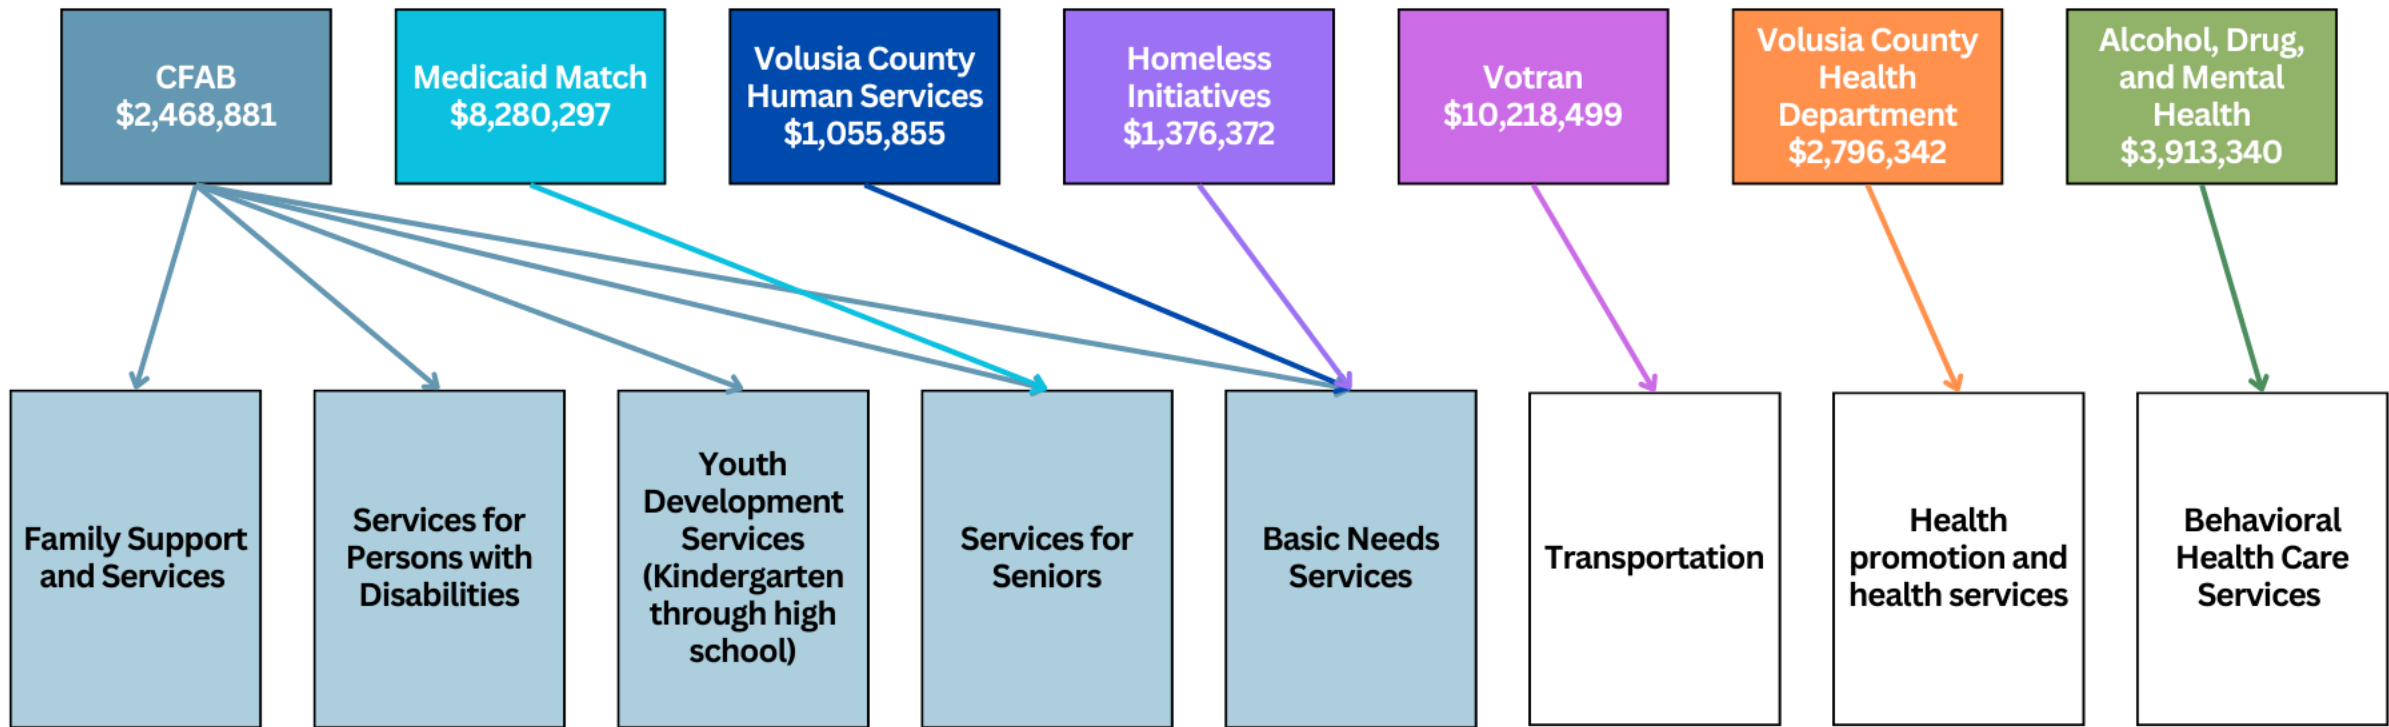 CFAB
$2,468,881
Medicaid Match
$8,280,297
Volusia County
Human Services
$1,055,855
Homeless
Initiatives
$1,376,372
Votran
$10,218,499
Volusia County
Health
Department
$2,796,342
Alcohol, Drug,
and Mental
Health
$3,913,340
Family Support
and Services
Services for
Persons with
Disabilities
Youth
Development
Services
(Kindergarten
through high
school)
Services for
Seniors
Basic Needs
Services
Transportation
Health
promotion and
health services
Behavioral
Health Care
Services